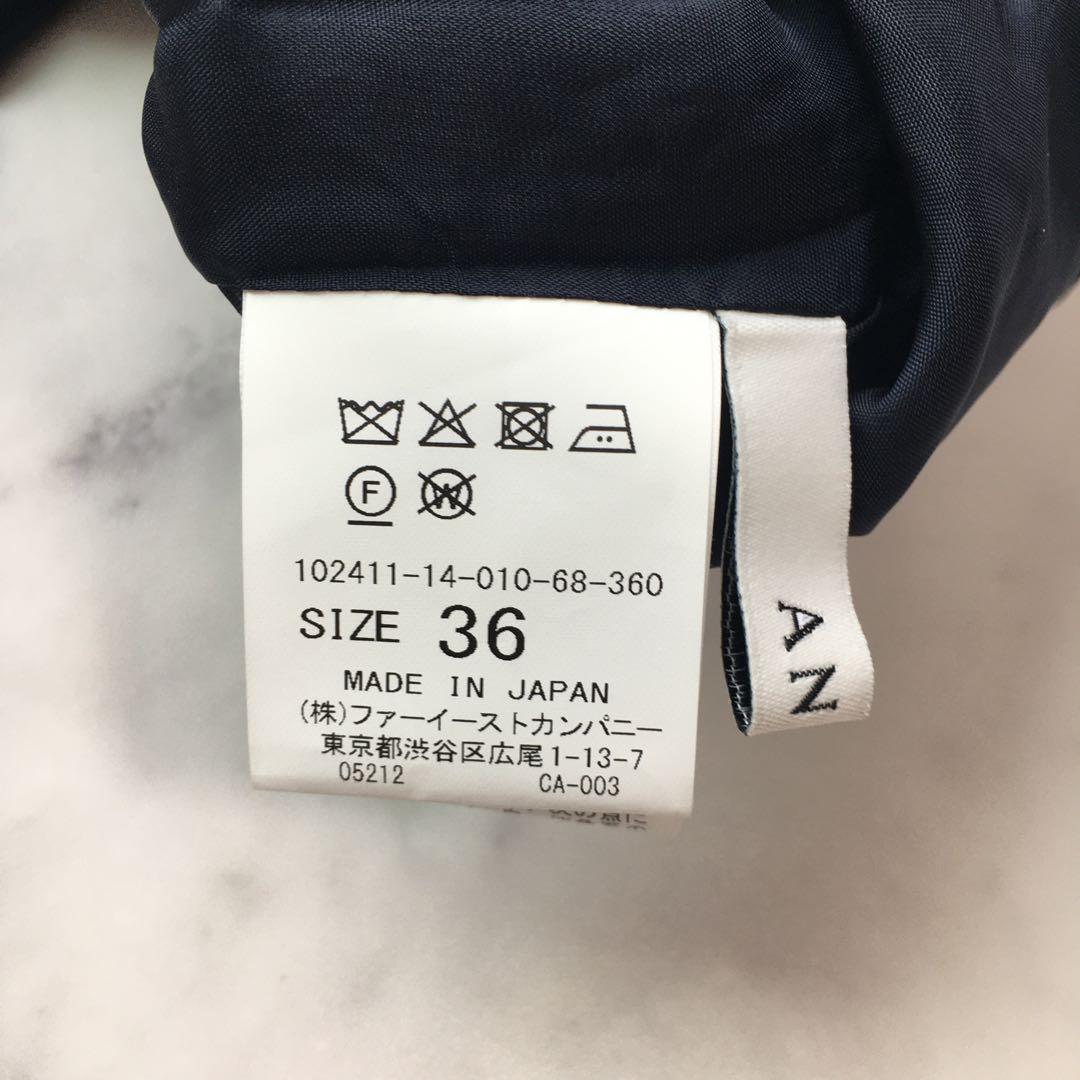 F
W
102411-14-010-68-360
SIZE 36
MADE IN JAPAN
(株)ファーイーストカンパニー
東京都渋谷区広尾1-13-7
05212 CA-003
AN